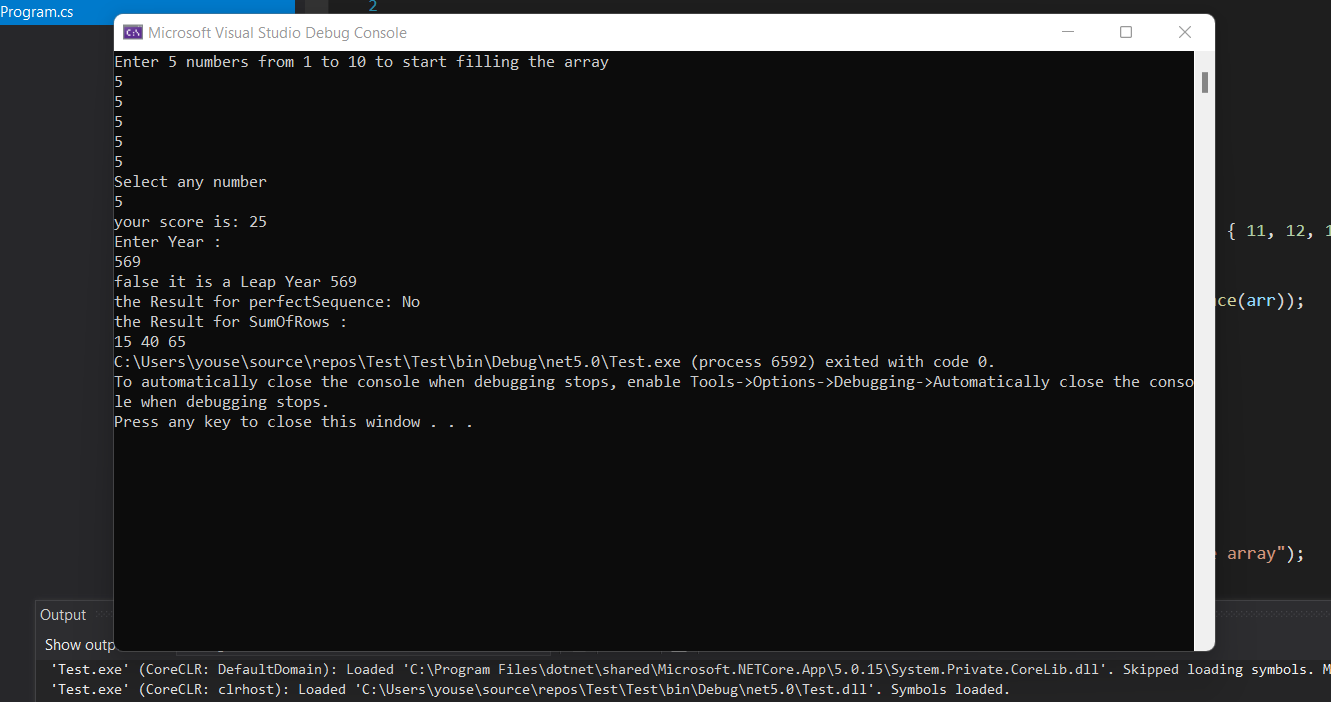 Program.cs
2
Microsoft Visual Studio Debug Console
Enter 5 numbers from 1 to 10 to start filling the array
5
5
5
5
5
Select any number
5
your score is: 25
{ 11, 12, 1
Enter Year :
569
false it is a Leap Year 569
the Result for perfectSequence: No
ce(arr));
the Result for SumOfRows :
15 40 65
C:\Users\youse\source\repos\Test\Test\bin\Debug\net5.0\Test.exe (process 6592) exited with code 0.
To automatically close the console when debugging stops, enable Tools->Options->Debugging->Automatically close the conso
le when debugging stops.
Press any key to close this window . . .
array");
Output
Show outp
'Test.exe' (CoreCLR: DefaultDomain): Loaded 'C:\Program Files\dotnet\shared\Microsoft.NETCore.App\5.0.15\System.Private.CoreLib.dll'. Skipped loading symbols. M
'Test.exe' (CoreCLR: clrhost): Loaded 'C:\Users\youse\source\repos\Test\Test\bin\Debug\net5.0\Test.dll'. Symbols loaded.